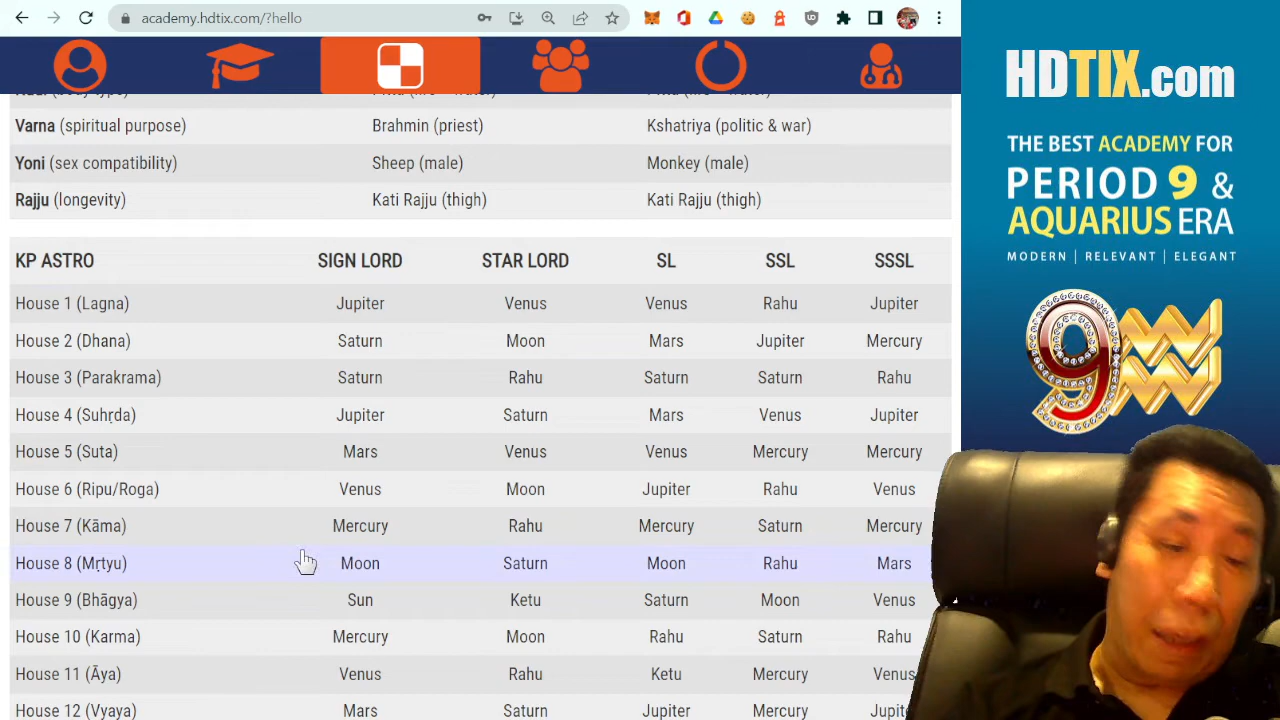 academy.hdtix.com/?hello
Varna (spiritual purpose) Brahmin (priest) Kshatriya (politic & war)
Yoni (sex compatibility) Sheep (male) Monkey (male)
Rajju (longevity) Kati Rajju (thigh) Kati Rajju (thigh)
KP ASTRO SIGN LORD STAR LORD SL SSL SSSL
House 1 (Lagna) Jupiter Venus Venus Rahu Jupiter
House 2 (Dhana) Saturn Moon Mars Jupiter Mercury
House 3 (Parakrama) Saturn Rahu Saturn Saturn Rahu
House 4 (Suhṛda) Jupiter Saturn Mars Venus Jupiter
House 5 (Suta) Mars Venus Venus Mercury Mercury
House 6 (Ripu/Roga) Venus Moon Jupiter Rahu Venus
House 7 (Kāma) Mercury Rahu Mercury Saturn Mercury
House 8 (Mṛtyu) Moon Saturn Moon Rahu Mars
House 9 (Bhāgya) Sun Ketu Saturn Moon Venus
House 10 (Karma) Mercury Moon Rahu Saturn Rahu
House 11 (Āya) Venus Rahu Ketu Mercury Venus
House 12 (Vyaya) Mars Saturn Jupiter Mercury
HDTIX.com
THE BEST ACADEMY FOR
PERIOD 9 &
AQUARIUS ERA
MODERN | RELEVANT | ELEGANT
9